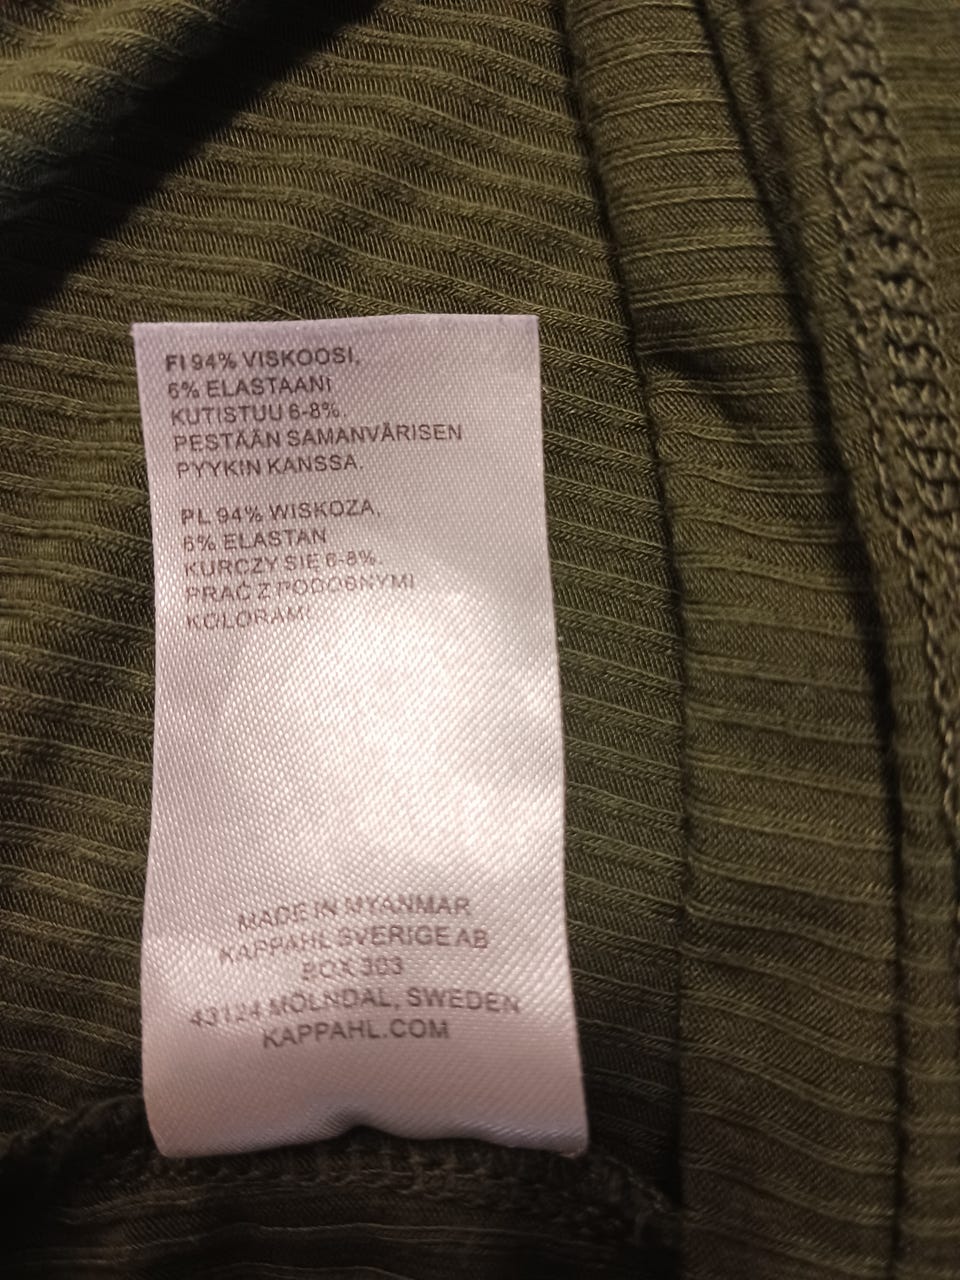 FI 94% VISKOOSI,
6% ELASTAANI
KUTISTUU 6-8%.
PESTÄÄN SAMANVÄRISEN
PYYKIN KANSSA.
PL 94% WISKOZA,
6% ELASTAN
KURCZY SIĘ 6-8%.
PRAĆ Z PODOBNYMI
KOLORAMI.
MADE IN MYANMAR
KAPPAHL SVERIGE AB
BOX 303
43124 MÖLNDAL, SWEDEN
KAPPAHL.COM